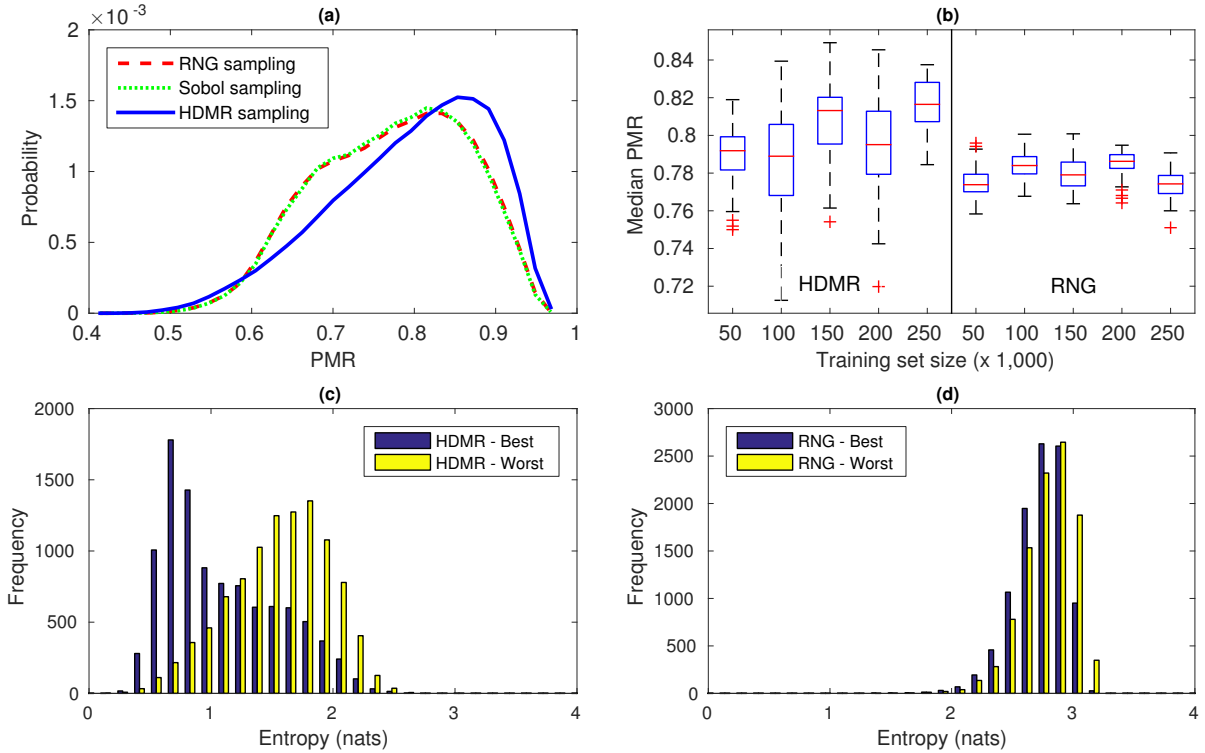 (a)
× 10^-3
2
1.5
1
0.5
0
Probability
RNG sampling
Sobol sampling
HDMR sampling
0.4 0.5 0.6 0.7 0.8 0.9 1
PMR
(b)
0.84
0.82
0.8
0.78
0.76
0.74
0.72
Median PMR
HDMR RNG
50 100 150 200 250 50 100 150 200 250
Training set size (x 1,000)
(c)
2000
1500
1000
500
0
Frequency
HDMR - Best
HDMR - Worst
0 1 2 3 4
Entropy (nats)
(d)
3000
2500
2000
1500
1000
500
0
Frequency
RNG - Best
RNG - Worst
0 1 2 3 4
Entropy (nats)